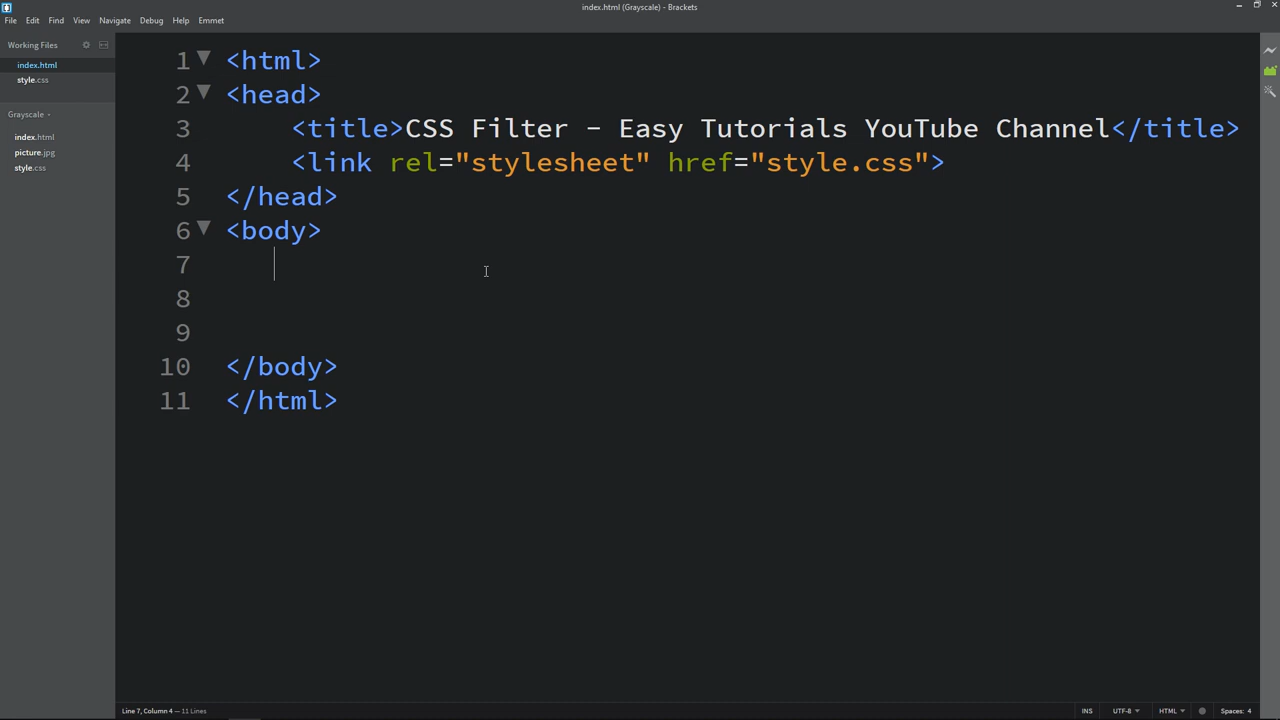 index.html (Grayscale) - Brackets
File Edit Find View Navigate Debug Help Emmet
Working Files
index.html
style.css
Grayscale
index.html
picture.jpg
style.css
1 <html>
2 <head>
3 <title>CSS Filter - Easy Tutorials YouTube Channel</title>
4 <link rel="stylesheet" href="style.css">
5 </head>
6 <body>
7
8
9
10 </body>
11 </html>
Line 7, Column 4 — 11 Lines
INS UTF-8 HTML Spaces: 4